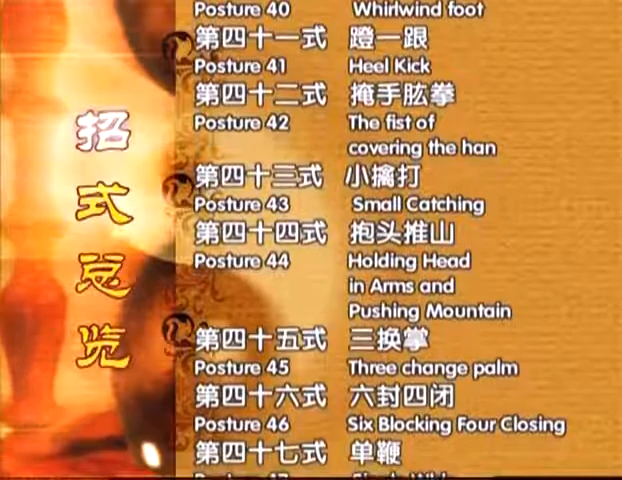 招式总览
Posture 40 Whirlwind foot
第四十一式 蹬一跟
Posture 41 Heel Kick
第四十二式 掩手肱拳
Posture 42 The fist of
covering the han
第四十三式 小擒打
Posture 43 Small Catching
第四十四式 抱头推山
Posture 44 Holding Head
in Arms and
Pushing Mountain
第四十五式 三换掌
Posture 45 Three change palm
第四十六式 六封四闭
Posture 46 Six Blocking Four Closing
第四十七式 单鞭